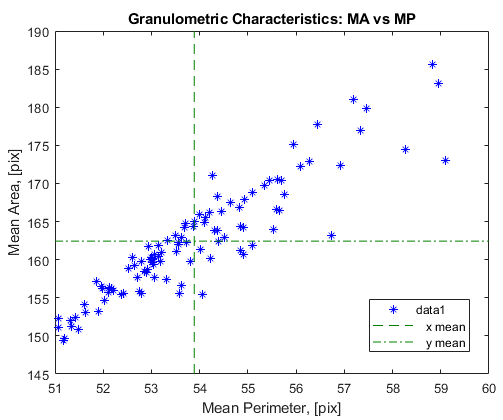 Granulometric Characteristics: MA vs MP
190
185
180
175
170
165
160
155
150
145
Mean Area, [pix]
51 52 53 54 55 56 57 58 59 60
Mean Perimeter, [pix]
data1
x mean
y mean